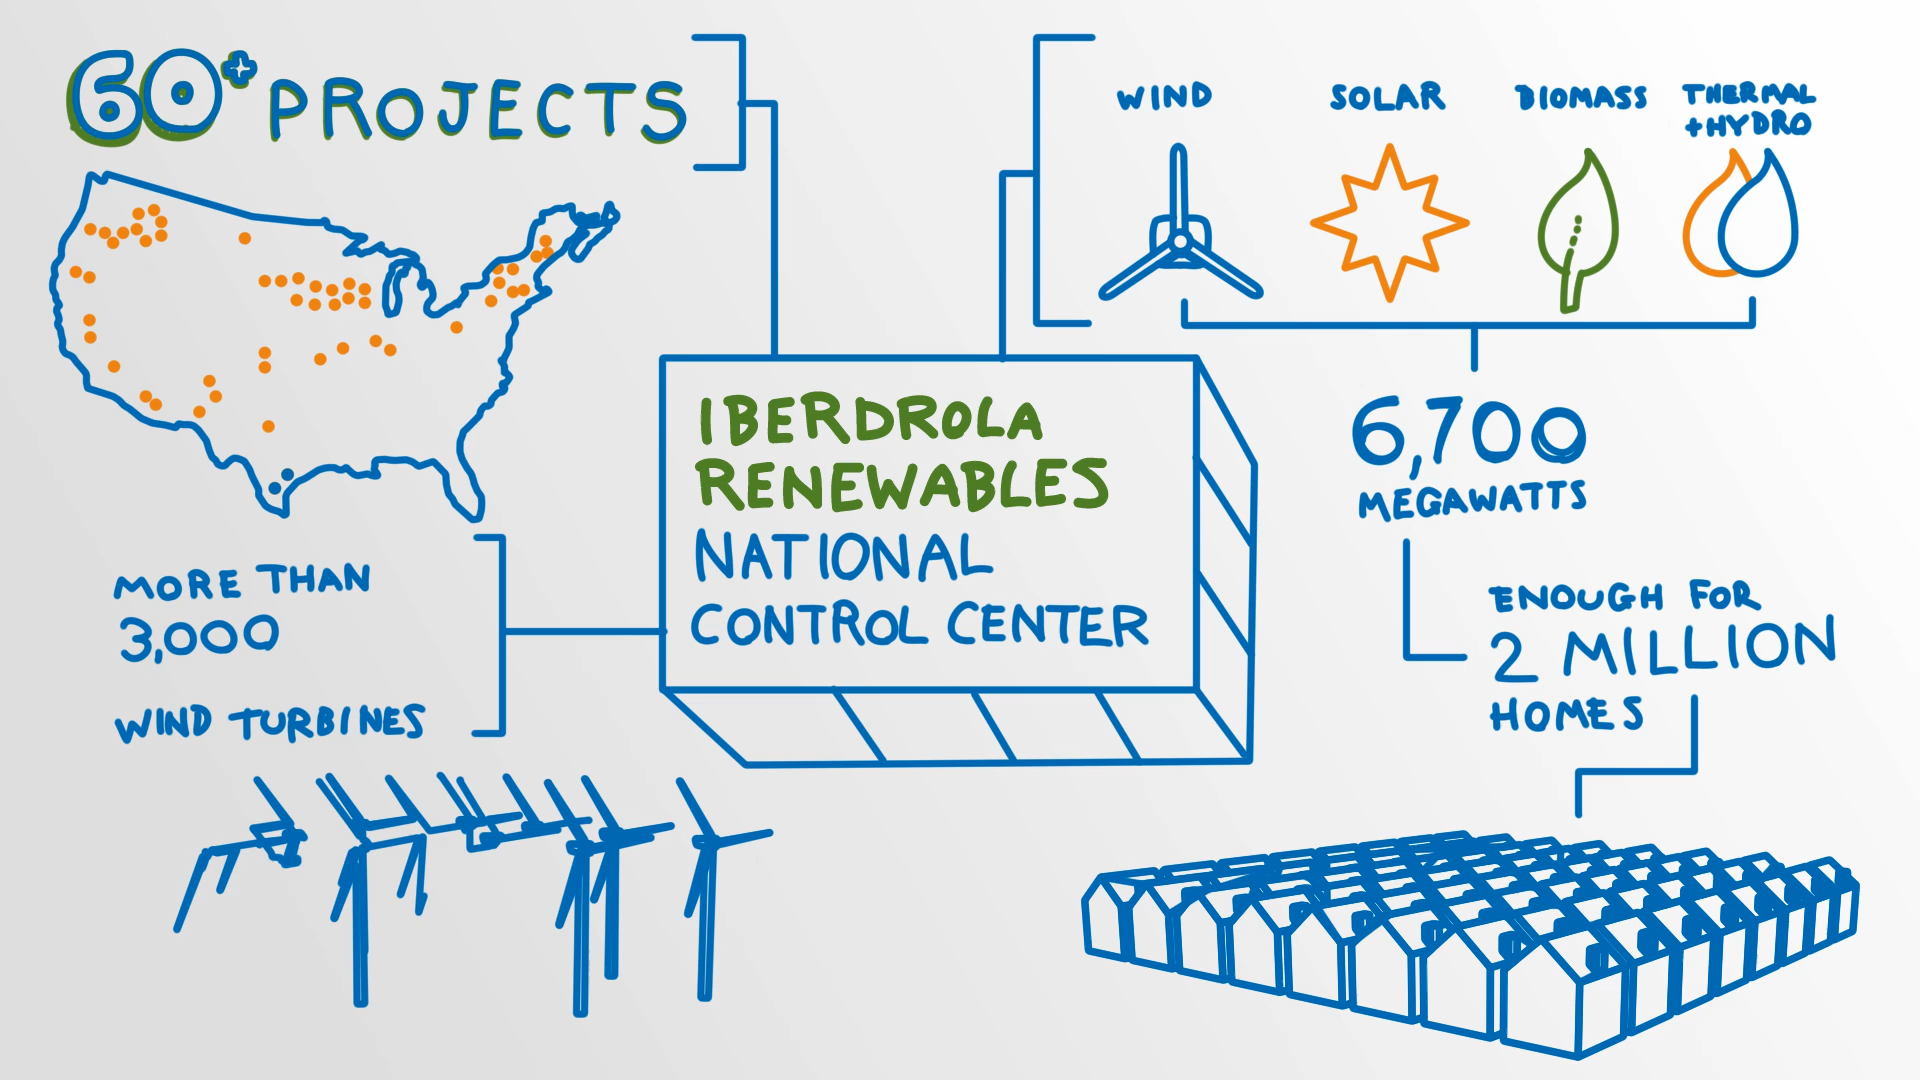 60+ PROJECTS
WIND
SOLAR
BIOMASS
THERMAL
+HYDRO
IBERDROLA
RENEWABLES
NATIONAL
CONTROL CENTER
6,700
MEGAWATTS
MORE THAN
3,000
WIND TURBINES
ENOUGH FOR
2 MILLION
HOMES